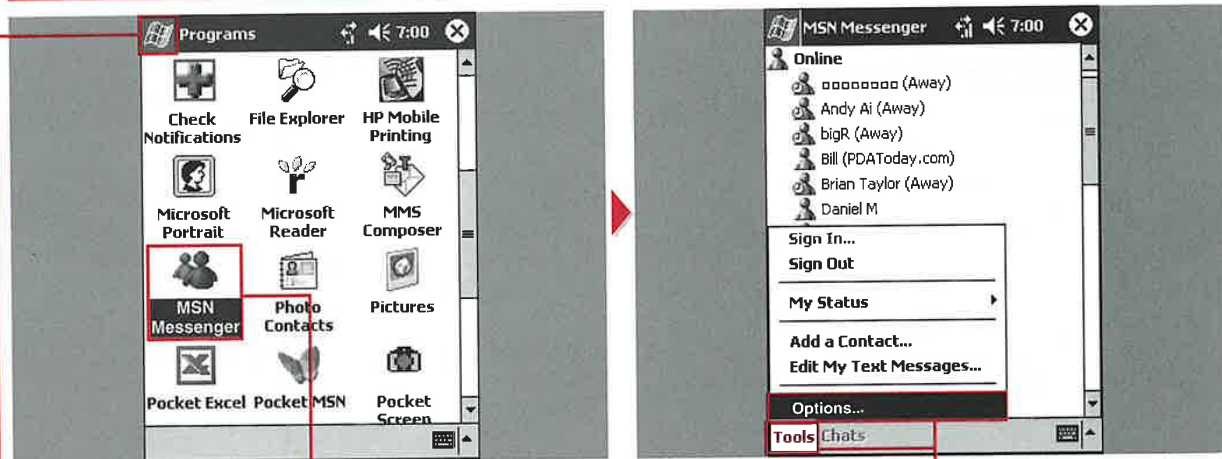 Programs
7:00
Check
Notifications
File Explorer
HP Mobile
Printing
Microsoft
Portrait
Microsoft
Reader
MMS
Composer
MSN
Messenger
Photo
Contacts
Pictures
Pocket Excel
Pocket MSN
Pocket
Screen
MSN Messenger
7:00
Online
▯▯▯▯▯▯▯▯ (Away)
Andy Ai (Away)
bigR (Away)
Bill (PDAToday.com)
Brian Taylor (Away)
Daniel M
Sign In...
Sign Out
My Status
Add a Contact...
Edit My Text Messages...
Options...
Tools Chats